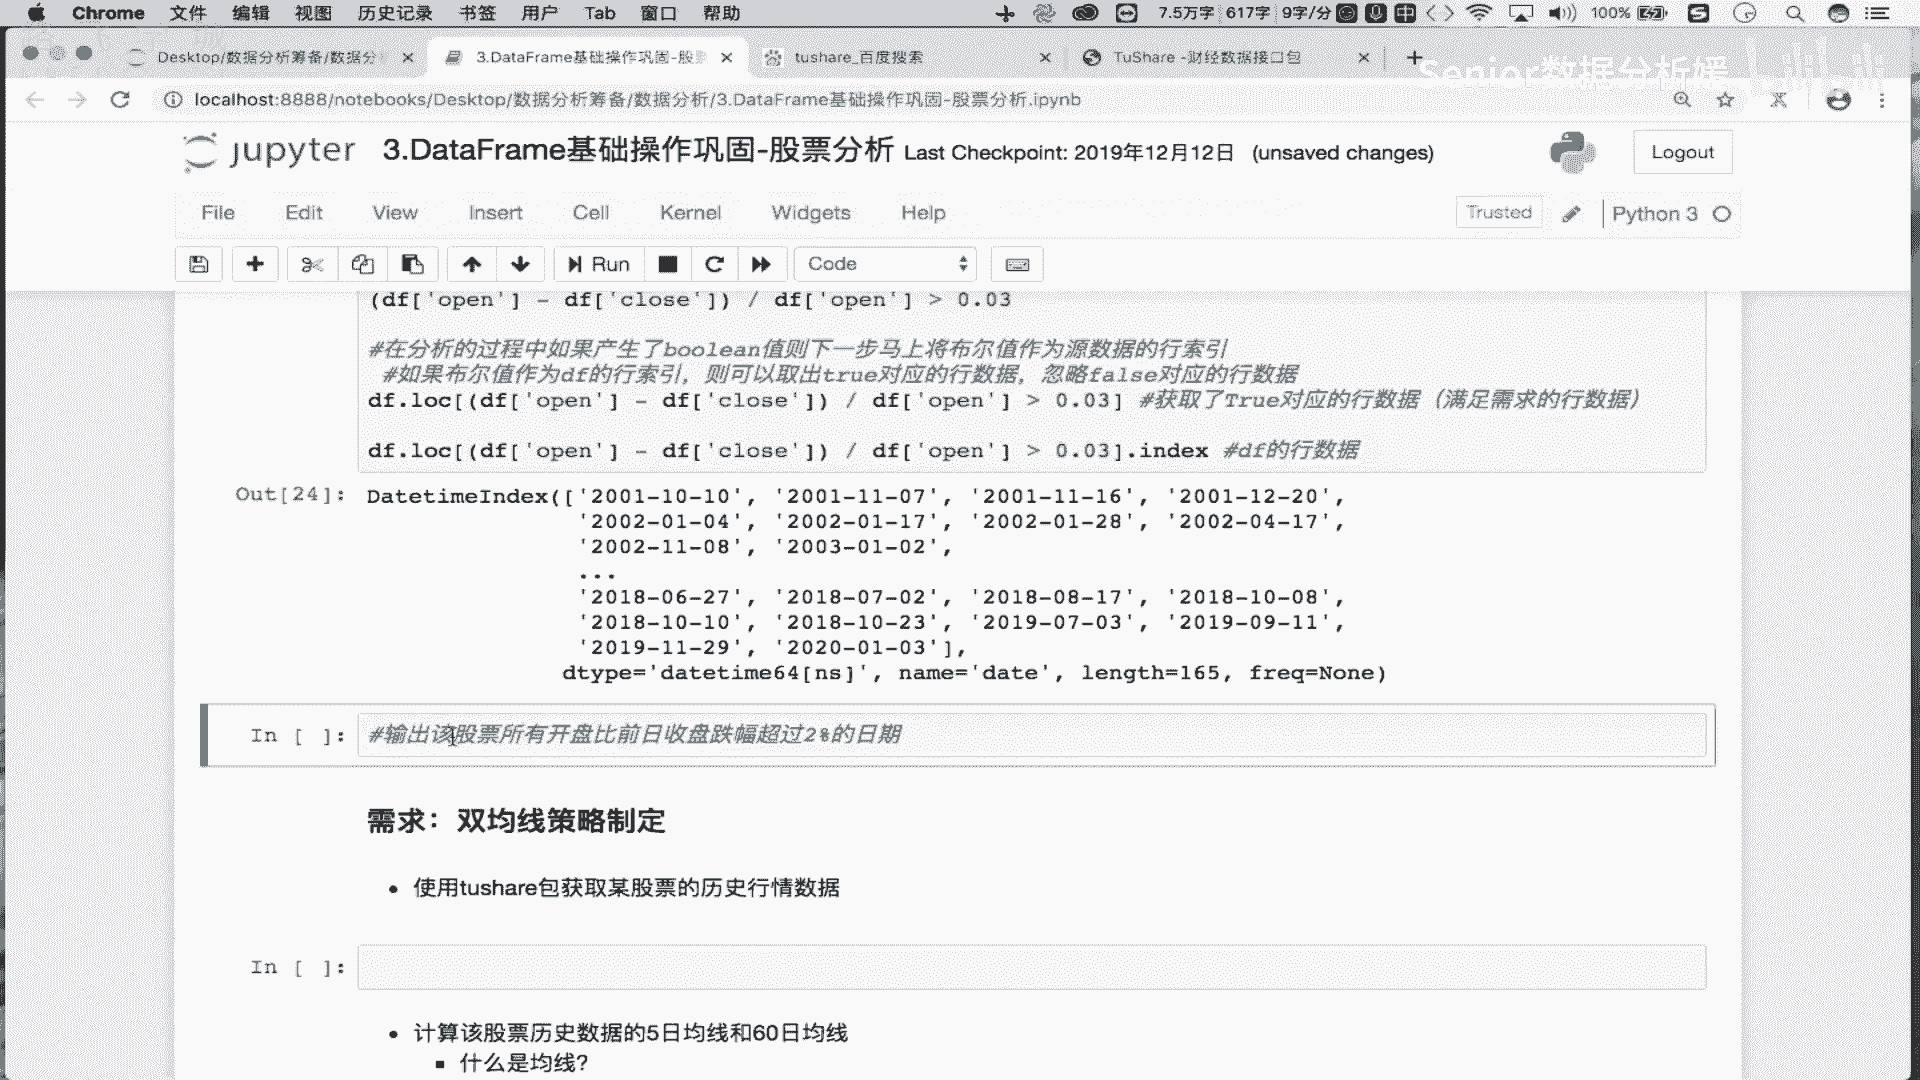 Chrome 文件 编辑 视图 历史记录 书签 用户 Tab 窗口 帮助 7.5万字 617字 9字/分 中 100%
Desktop/数据分析筹备/数据分 3.DataFrame基础操作巩固-股票 tushare_百度搜索 TuShare -财经数据接口包
Senior数据分析媛 bilibili
localhost:8888/notebooks/Desktop/数据分析筹备/数据分析/3.DataFrame基础操作巩固-股票分析.ipynb
jupyter 3.DataFrame基础操作巩固-股票分析 Last Checkpoint: 2019年12月12日 (unsaved changes) Logout
File Edit View Insert Cell Kernel Widgets Help Trusted Python 3
Run Code
(df['open'] - df['close']) / df['open'] > 0.03
#在分析的过程中如果产生了boolean值则下一步马上将布尔值作为源数据的行索引
#如果布尔值作为df的行索引，则可以取出true对应的行数据，忽略false对应的行数据
df.loc[(df['open'] - df['close']) / df['open'] > 0.03] #获取了True对应的行数据（满足需求的行数据）
df.loc[(df['open'] - df['close']) / df['open'] > 0.03].index #df的行数据
Out[24]: DatetimeIndex(['2001-10-10', '2001-11-07', '2001-11-16', '2001-12-20',
'2002-01-04', '2002-01-17', '2002-01-28', '2002-04-17',
'2002-11-08', '2003-01-02',
...
'2018-06-27', '2018-07-02', '2018-08-17', '2018-10-08',
'2018-10-10', '2018-10-23', '2019-07-03', '2019-09-11',
'2019-11-29', '2020-01-03'],
dtype='datetime64[ns]', name='date', length=165, freq=None)
In [ ]: #输出该股票所有开盘比前日收盘跌幅超过2%的日期
需求：双均线策略制定
• 使用tushare包获取某股票的历史行情数据
In [ ]:
• 计算该股票历史数据的5日均线和60日均线
▪ 什么是均线?